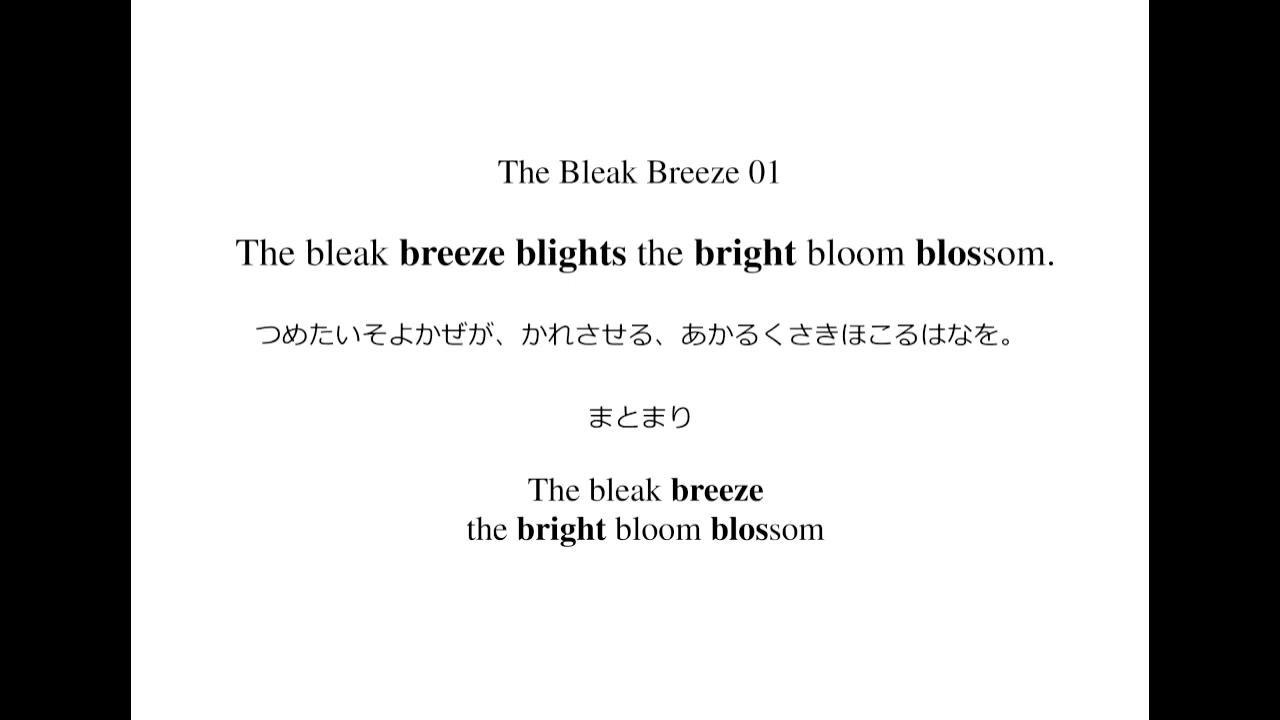 The Bleak Breeze 01
The bleak breeze blights the bright bloom blossom.
つめたいそよかぜが、かれさせる、あかるくさきほこるはなを。
まとまり
The bleak breeze
the bright bloom blossom